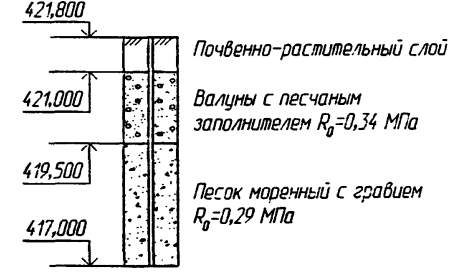 421,800
Почвенно-растительный слой
421,000
Валуны с песчаным
заполнителем R₀=0,34 МПа
419,500
Песок моренный с гравием
R₀=0,29 МПа
417,000